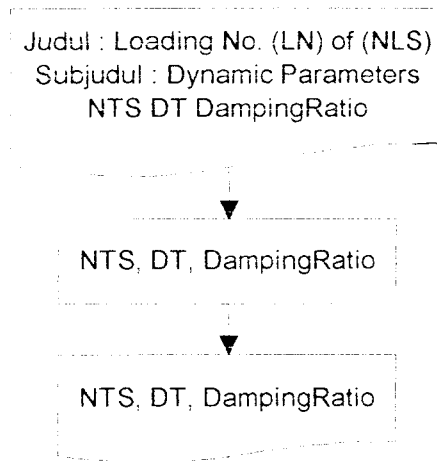 Judul : Loading No. (LN) of (NLS)
Subjudul : Dynamic Parameters
NTS DT DampingRatio
NTS, DT, DampingRatio
NTS, DT, DampingRatio